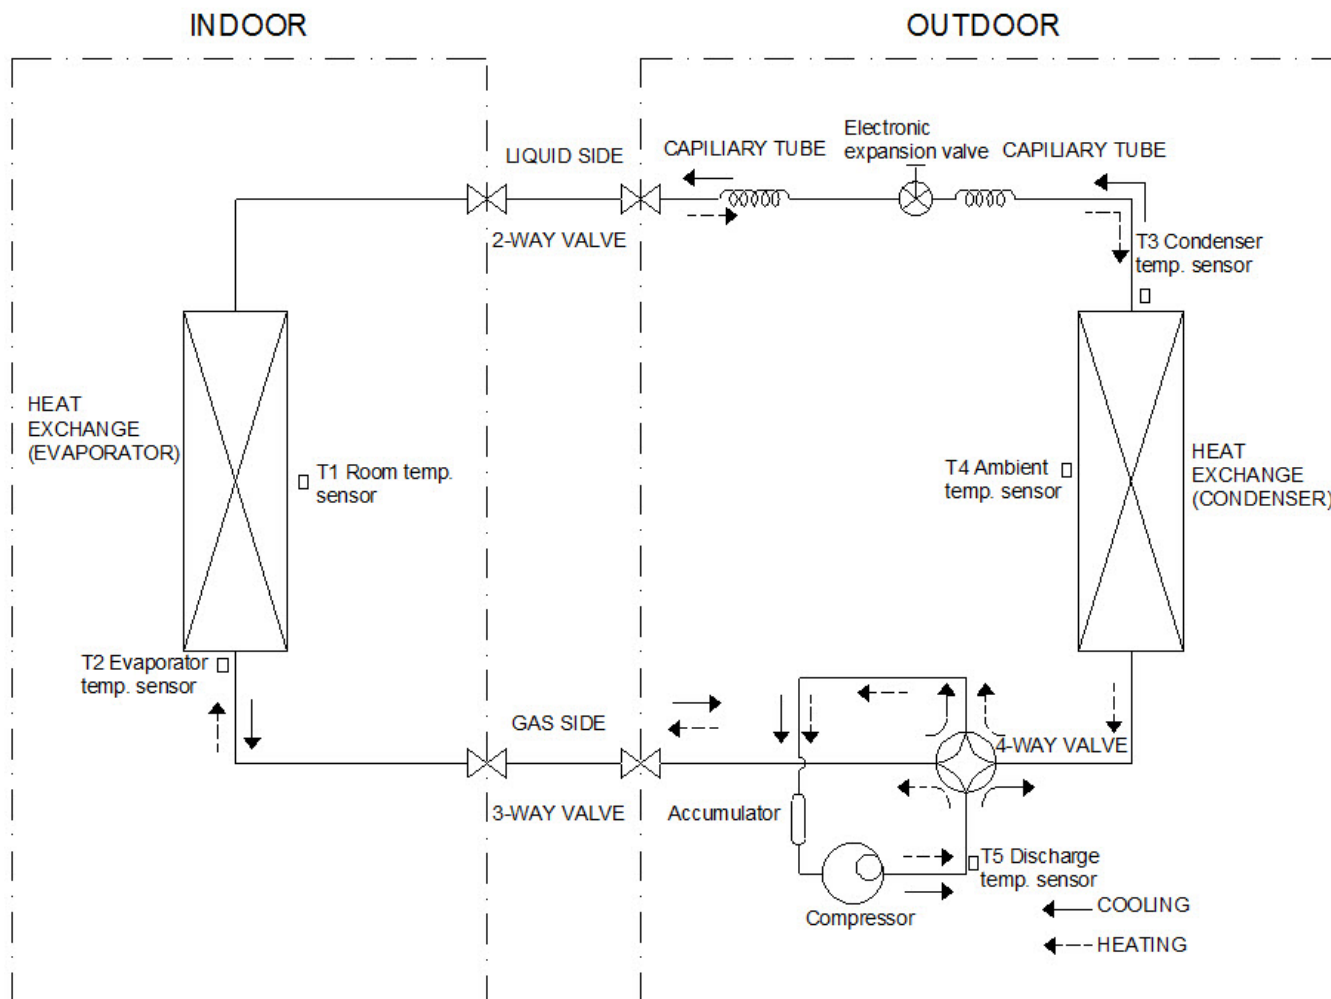 INDOOR
OUTDOOR
Electronic
expansion valve
LIQUID SIDE
CAPILIARY TUBE
CAPILIARY TUBE
2-WAY VALVE
T3 Condenser
temp. sensor
HEAT
EXCHANGE
(EVAPORATOR)
T1 Room temp.
sensor
T4 Ambient
temp. sensor
HEAT
EXCHANGE
(CONDENSER)
T2 Evaporator
temp. sensor
GAS SIDE
4-WAY VALVE
3-WAY VALVE
Accumulator
T5 Discharge
temp. sensor
Compressor
COOLING
HEATING